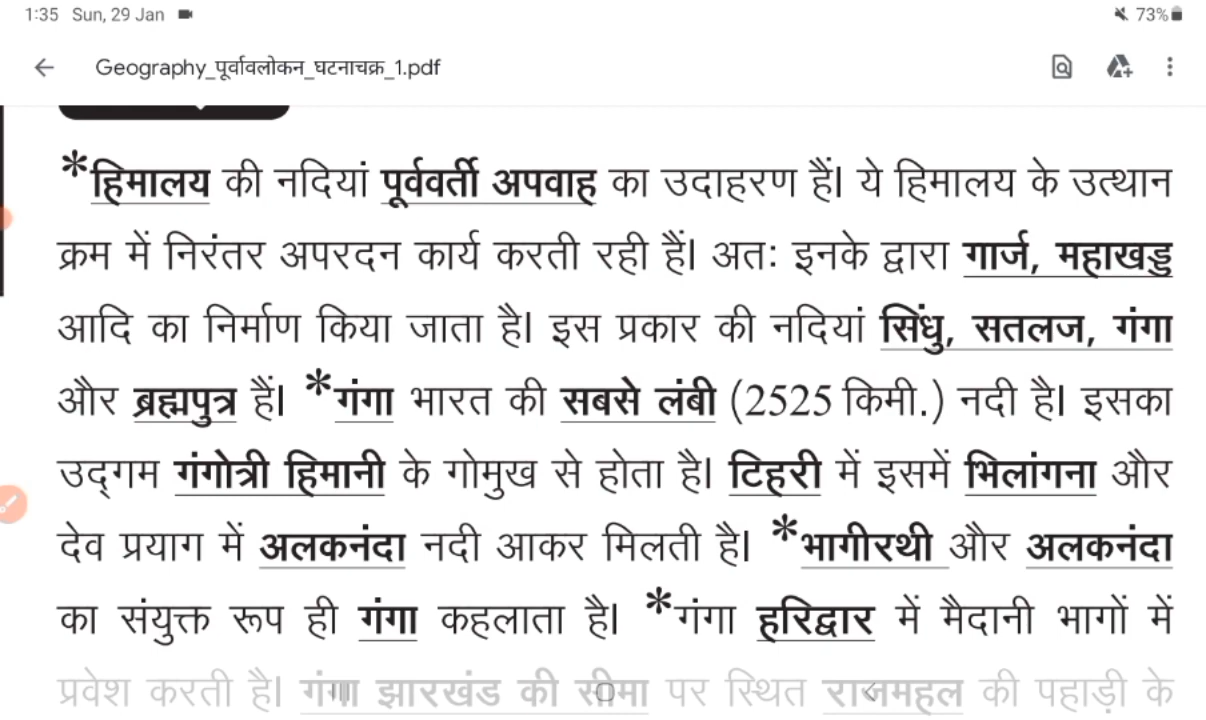 1:35 Sun, 29 Jan 73%
Geography_पूर्वावलोकन_घटनाचक्र_1.pdf
*हिमालय की नदियां पूर्ववर्ती अपवाह का उदाहरण हैं। ये हिमालय के उत्थान
क्रम में निरंतर अपरदन कार्य करती रही हैं। अतः इनके द्वारा गार्ज, महाखड्ड
आदि का निर्माण किया जाता है। इस प्रकार की नदियां सिंधु, सतलज, गंगा
और ब्रह्मपुत्र हैं। *गंगा भारत की सबसे लंबी (2525 किमी.) नदी है। इसका
उद्गम गंगोत्री हिमानी के गोमुख से होता है। टिहरी में इसमें भिलांगना और
देव प्रयाग में अलकनंदा नदी आकर मिलती है। *भागीरथी और अलकनंदा
का संयुक्त रूप ही गंगा कहलाता है। *गंगा हरिद्वार में मैदानी भागों में
प्रवेश करती है। गंगा झारखंड की सीमा पर स्थित राजमहल की पहाड़ी के